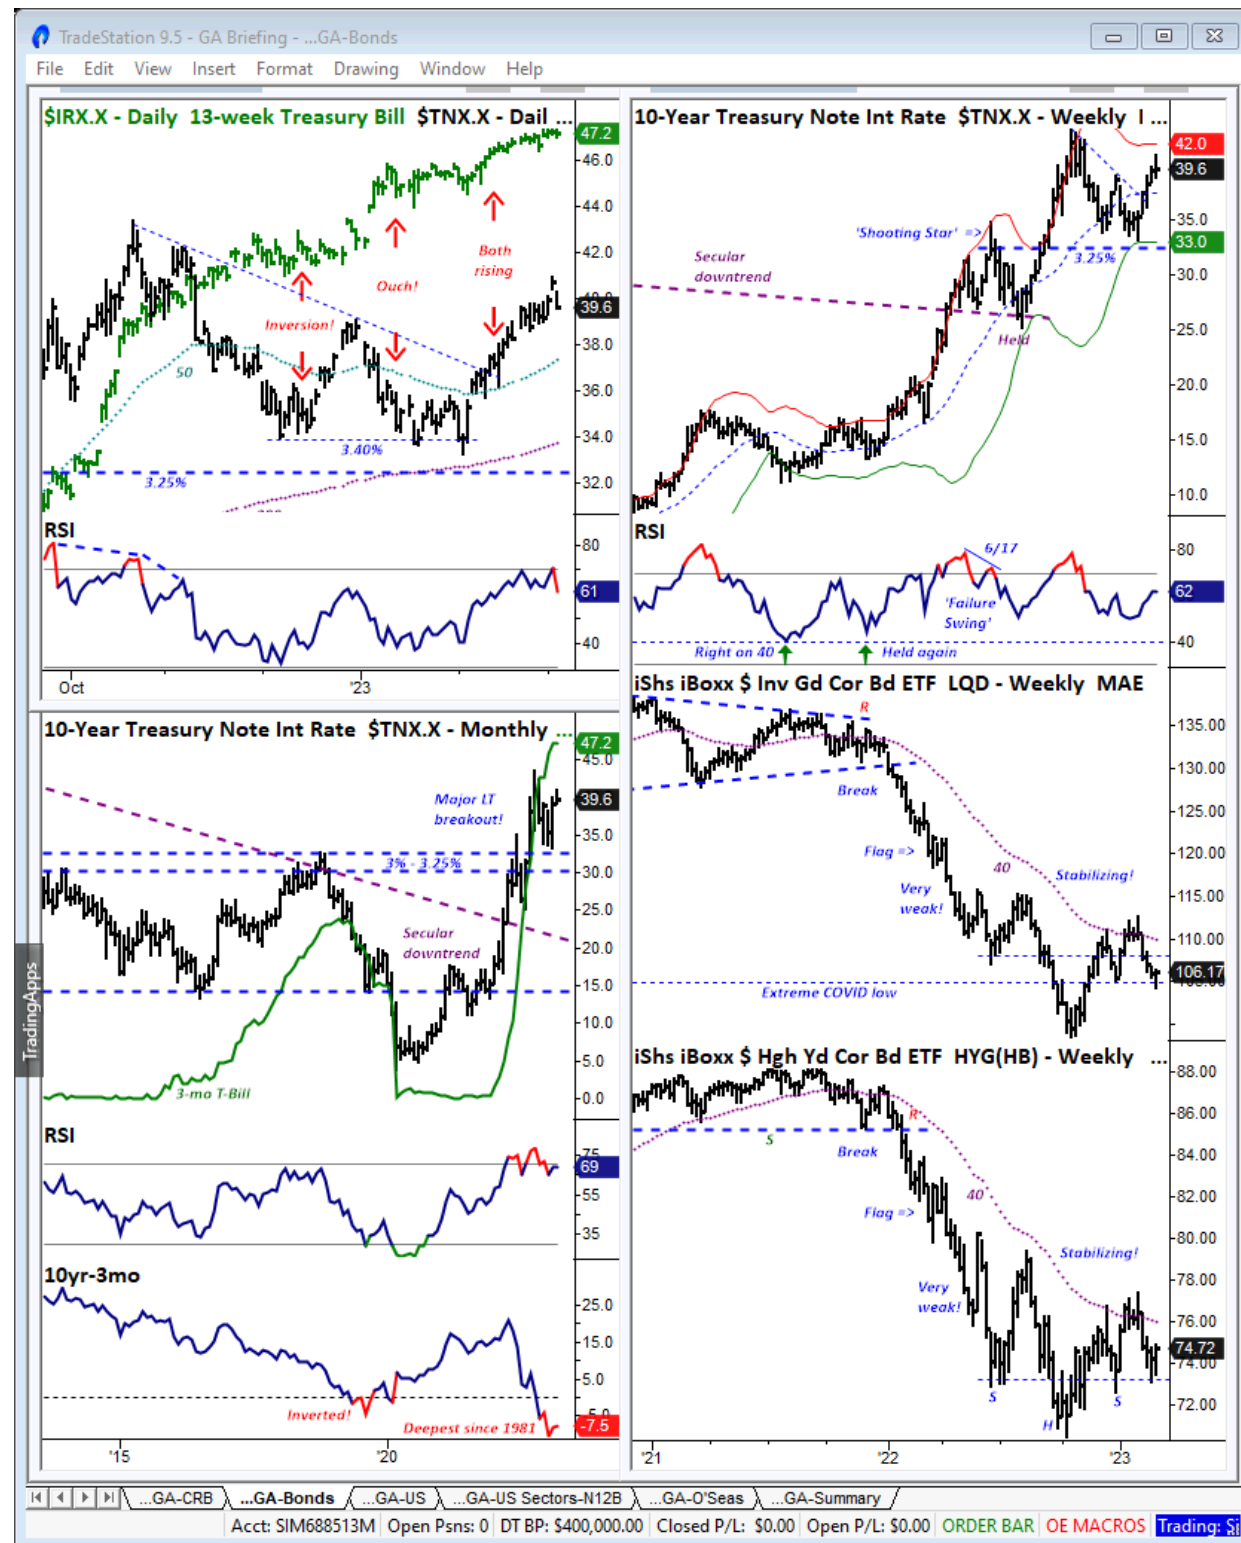 TradeStation 9.5 - GA Briefing - ...GA-Bonds
File Edit View Insert Format Drawing Window Help
$IRX.X - Daily 13-week Treasury Bill $TNX.X - Dail ...
47.2
46.0
44.0
42.0
39.6
38.0
36.0
34.0
32.0
Inversion!
Ouch!
Both
rising
50
3.40%
3.25%
RSI
80
61
40
Oct '23
10-Year Treasury Note Int Rate $TNX.X - Monthly ...
47.2
45.0
39.6
35.0
30.0
25.0
20.0
15.0
10.0
5.0
0.0
Major LT
breakout!
3% - 3.25%
Secular
downtrend
3-mo T-Bill
RSI
75
69
55
35
10yr-3mo
25.0
15.0
5.0
-7.5
Inverted!
Deepest since 1981
'15 '20
10-Year Treasury Note Int Rate $TNX.X - Weekly I ...
42.0
39.6
35.0
33.0
30.0
25.0
20.0
15.0
10.0
'Shooting Star' =>
3.25%
Secular
downtrend
Held
RSI
80
62
40
6/17
'Failure
Swing'
Right on 40
Held again
iShs iBoxx $ Inv Gd Cor Bd ETF LQD - Weekly MAE
135.00
130.00
125.00
120.00
115.00
110.00
106.17
R
Break
Flag =>
Very
weak!
40
Stabilizing!
Extreme COVID low
iShs iBoxx $ Hgh Yd Cor Bd ETF HYG(HB) - Weekly ...
88.00
86.00
84.00
82.00
80.00
78.00
76.00
74.72
74.00
72.00
R
S
Break
40
Flag =>
Stabilizing!
Very
weak!
S
S
H
'21 '22 '23
TradingApps
...GA-CRB ...GA-Bonds ...GA-US ...GA-US Sectors-N12B ...GA-O'Seas ...GA-Summary
Acct: SIM688513M Open Psns: 0 DT BP: $400,000.00 Closed P/L: $0.00 Open P/L: $0.00 ORDER BAR OE MACROS Trading: